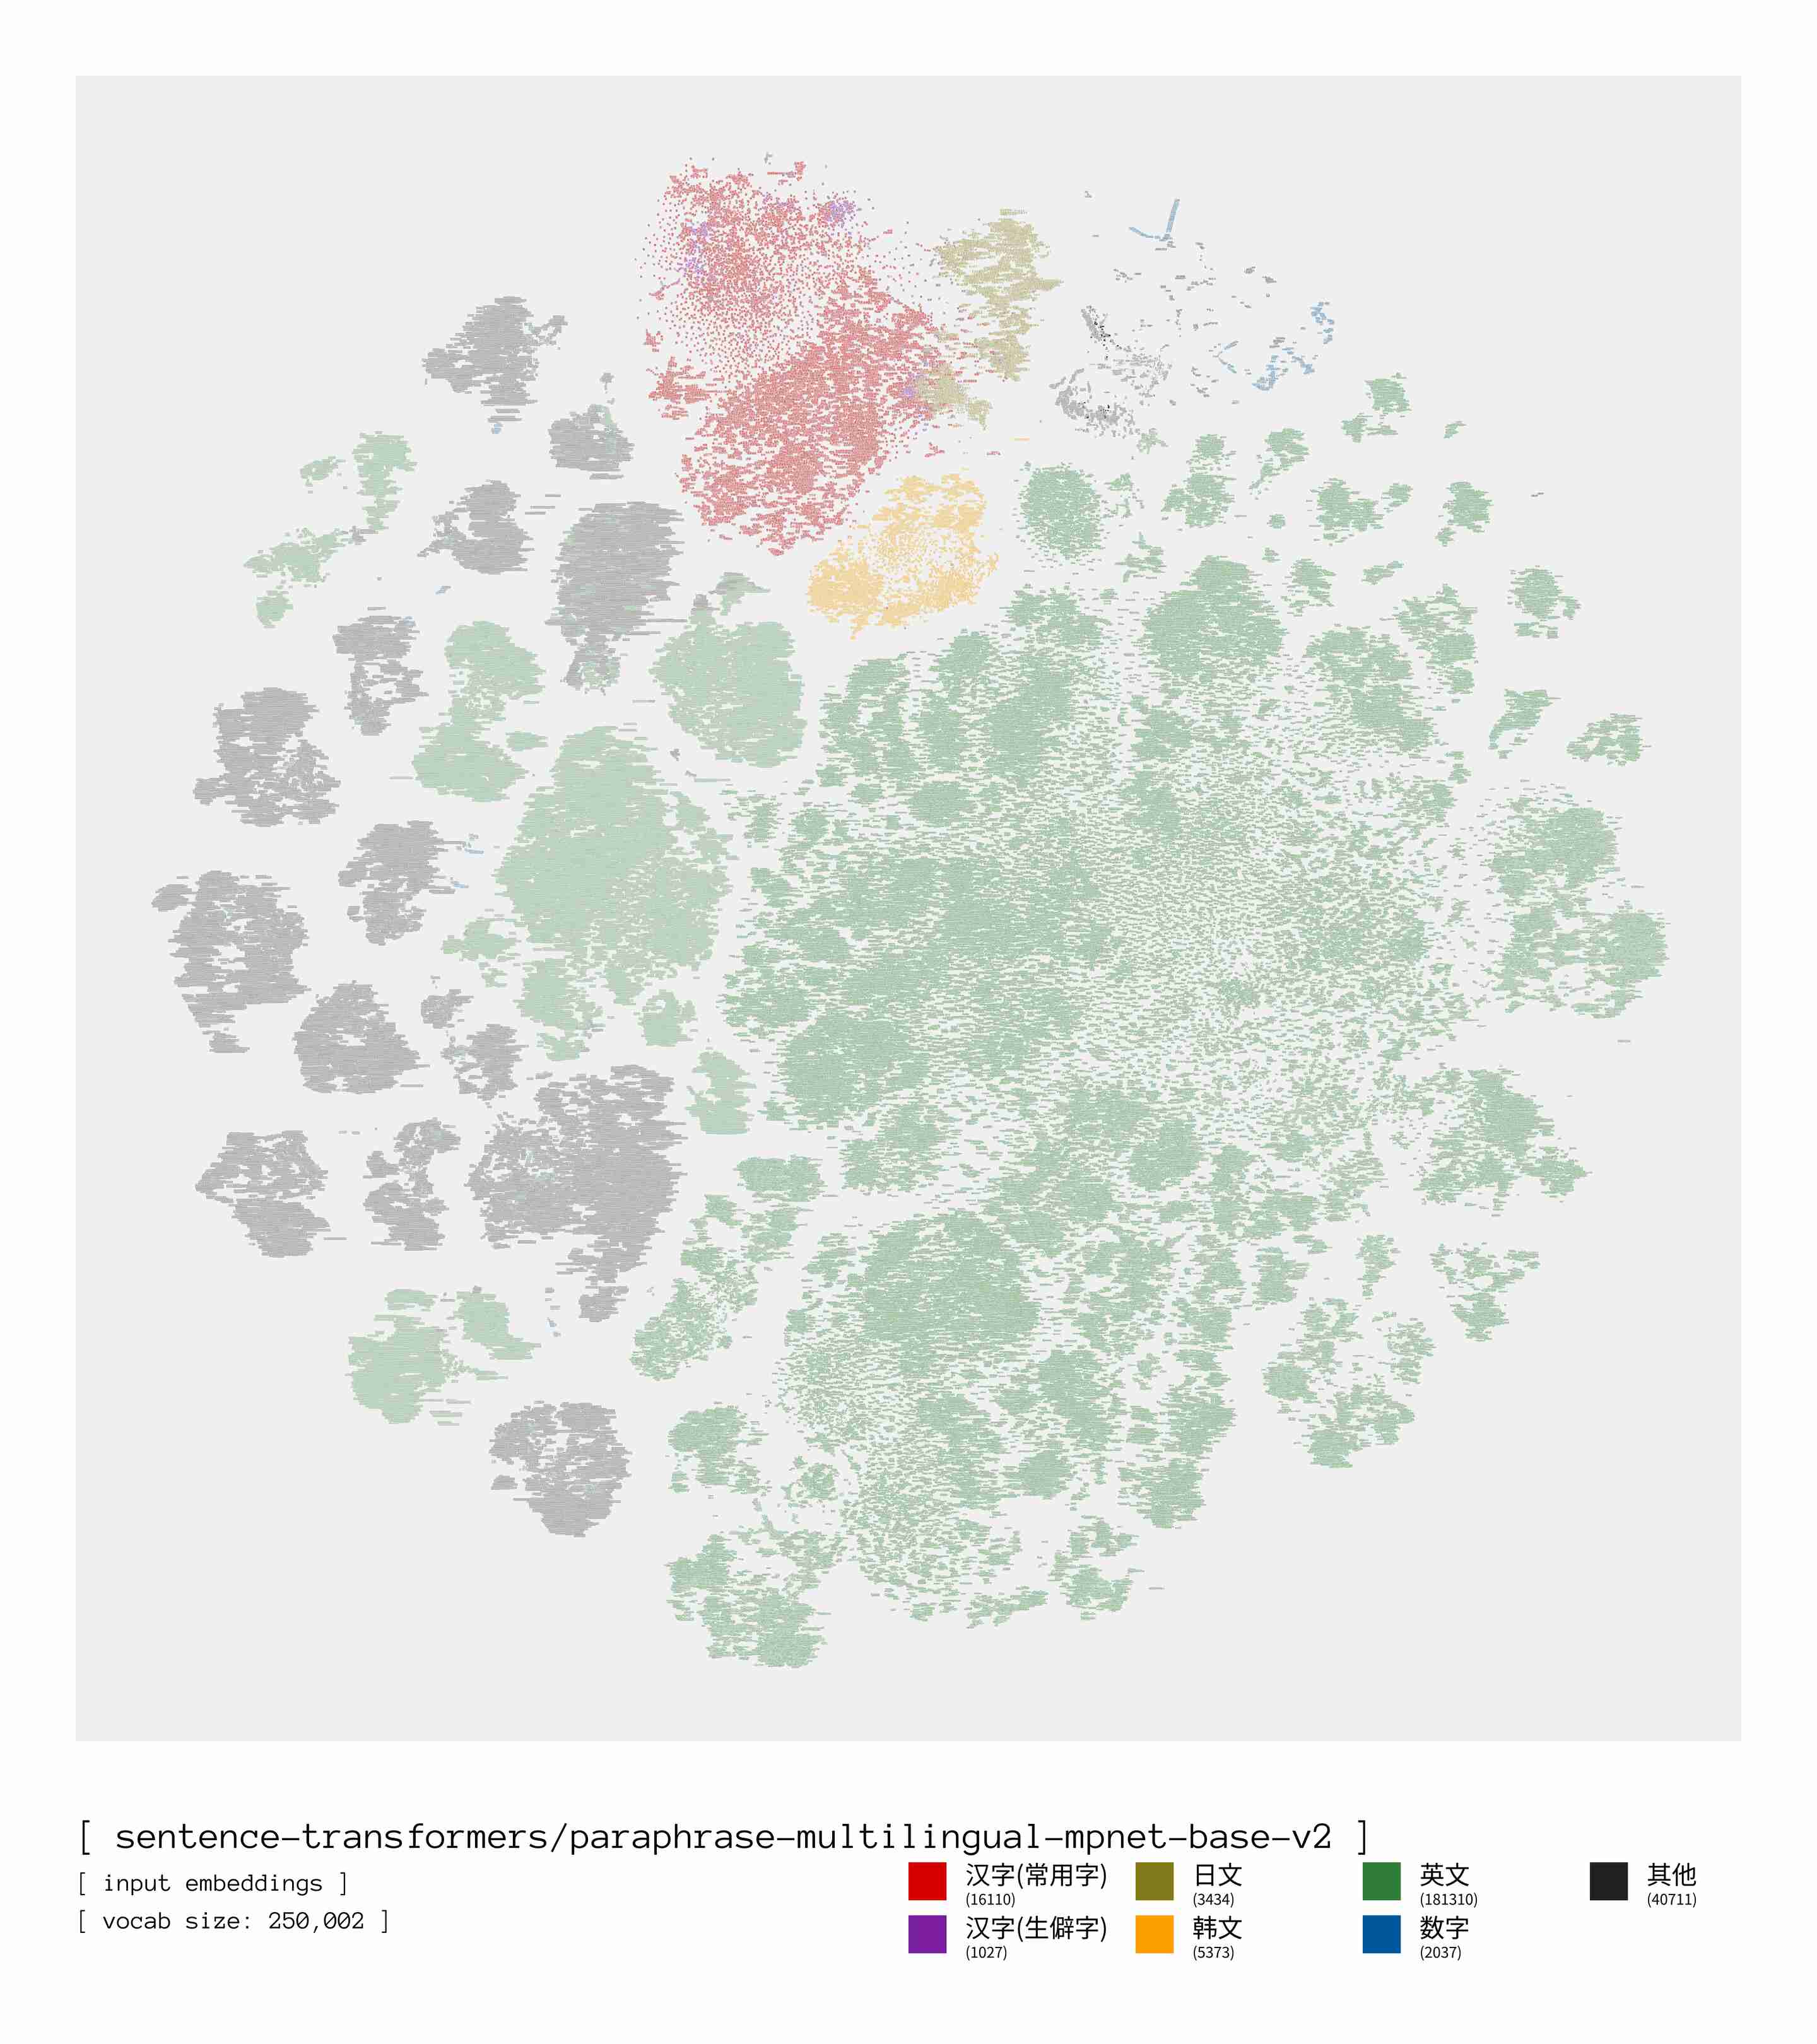 [ sentence-transformers/paraphrase-multilingual-mpnet-base-v2 ]
[ input embeddings ]
[ vocab size: 250,002 ]
汉字(常用字)
(16110)
汉字(生僻字)
(1027)
日文
(3434)
韩文
(5373)
英文
(181310)
数字
(2037)
其他
(40711)